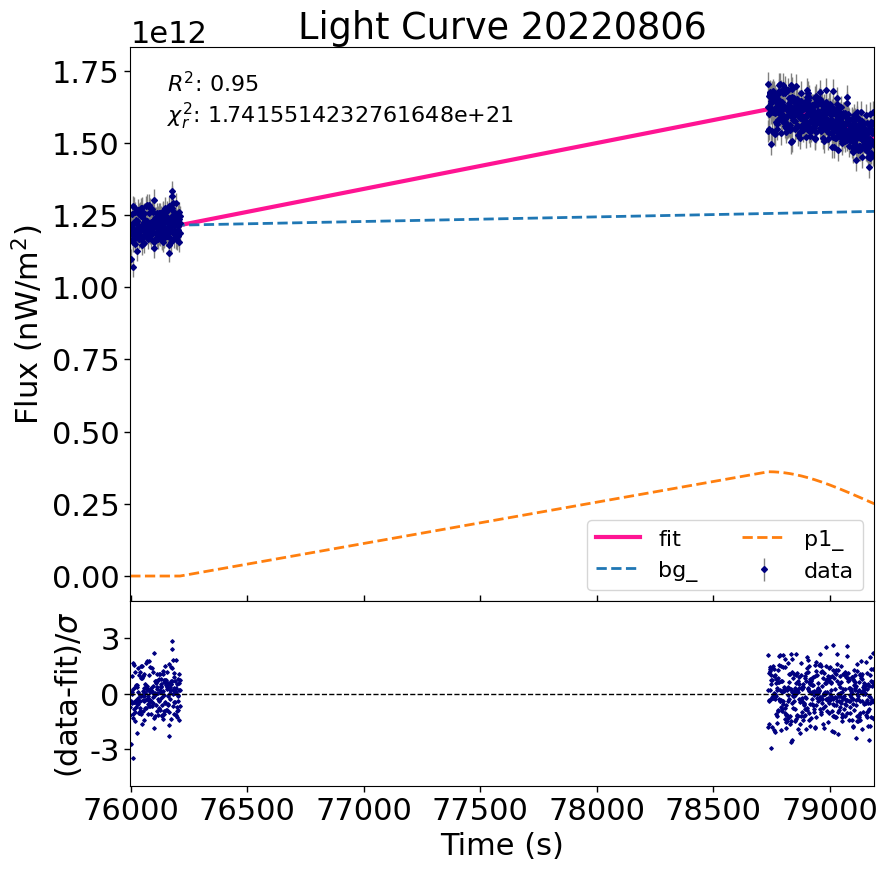 Light Curve 20220806
1e12
R²: 0.95
χ²ᵣ: 1.7415514232761648e+21
1.75
1.50
1.25
1.00
0.75
0.50
0.25
0.00
Flux (nW/m²)
fit
bg_
p1_
data
3
0
-3
(data-fit)/σ
76000 76500 77000 77500 78000 78500 79000
Time (s)